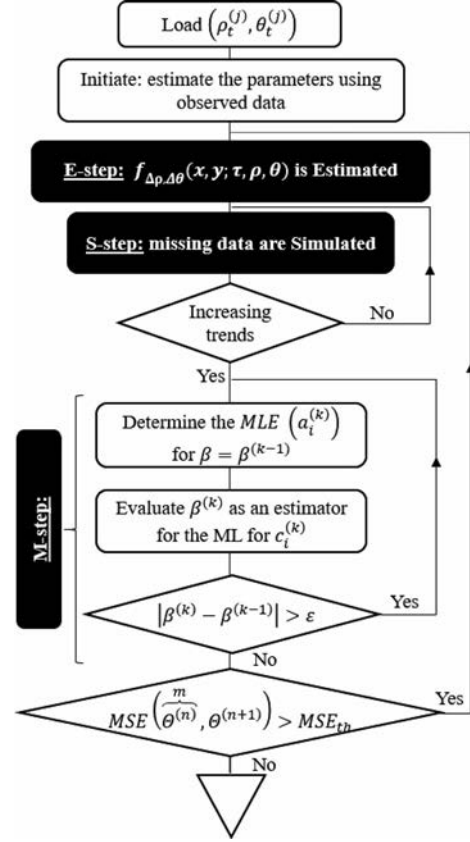 Load (ρ_t^(j), θ_t^(j))
Initiate: estimate the parameters using
observed data
E-step: f_Δρ,Δθ(x, y; τ, ρ, θ) is Estimated
S-step: missing data are Simulated
Increasing
trends
No
Yes
M-step:
Determine the MLE (a_i^(k))
for β = β^(k−1)
Evaluate β^(k) as an estimator
for the ML for c_i^(k)
|β^(k) − β^(k−1)| > ε
Yes
No
m
MSE (Θ^(n), Θ^(n+1)) > MSE_th
Yes
No